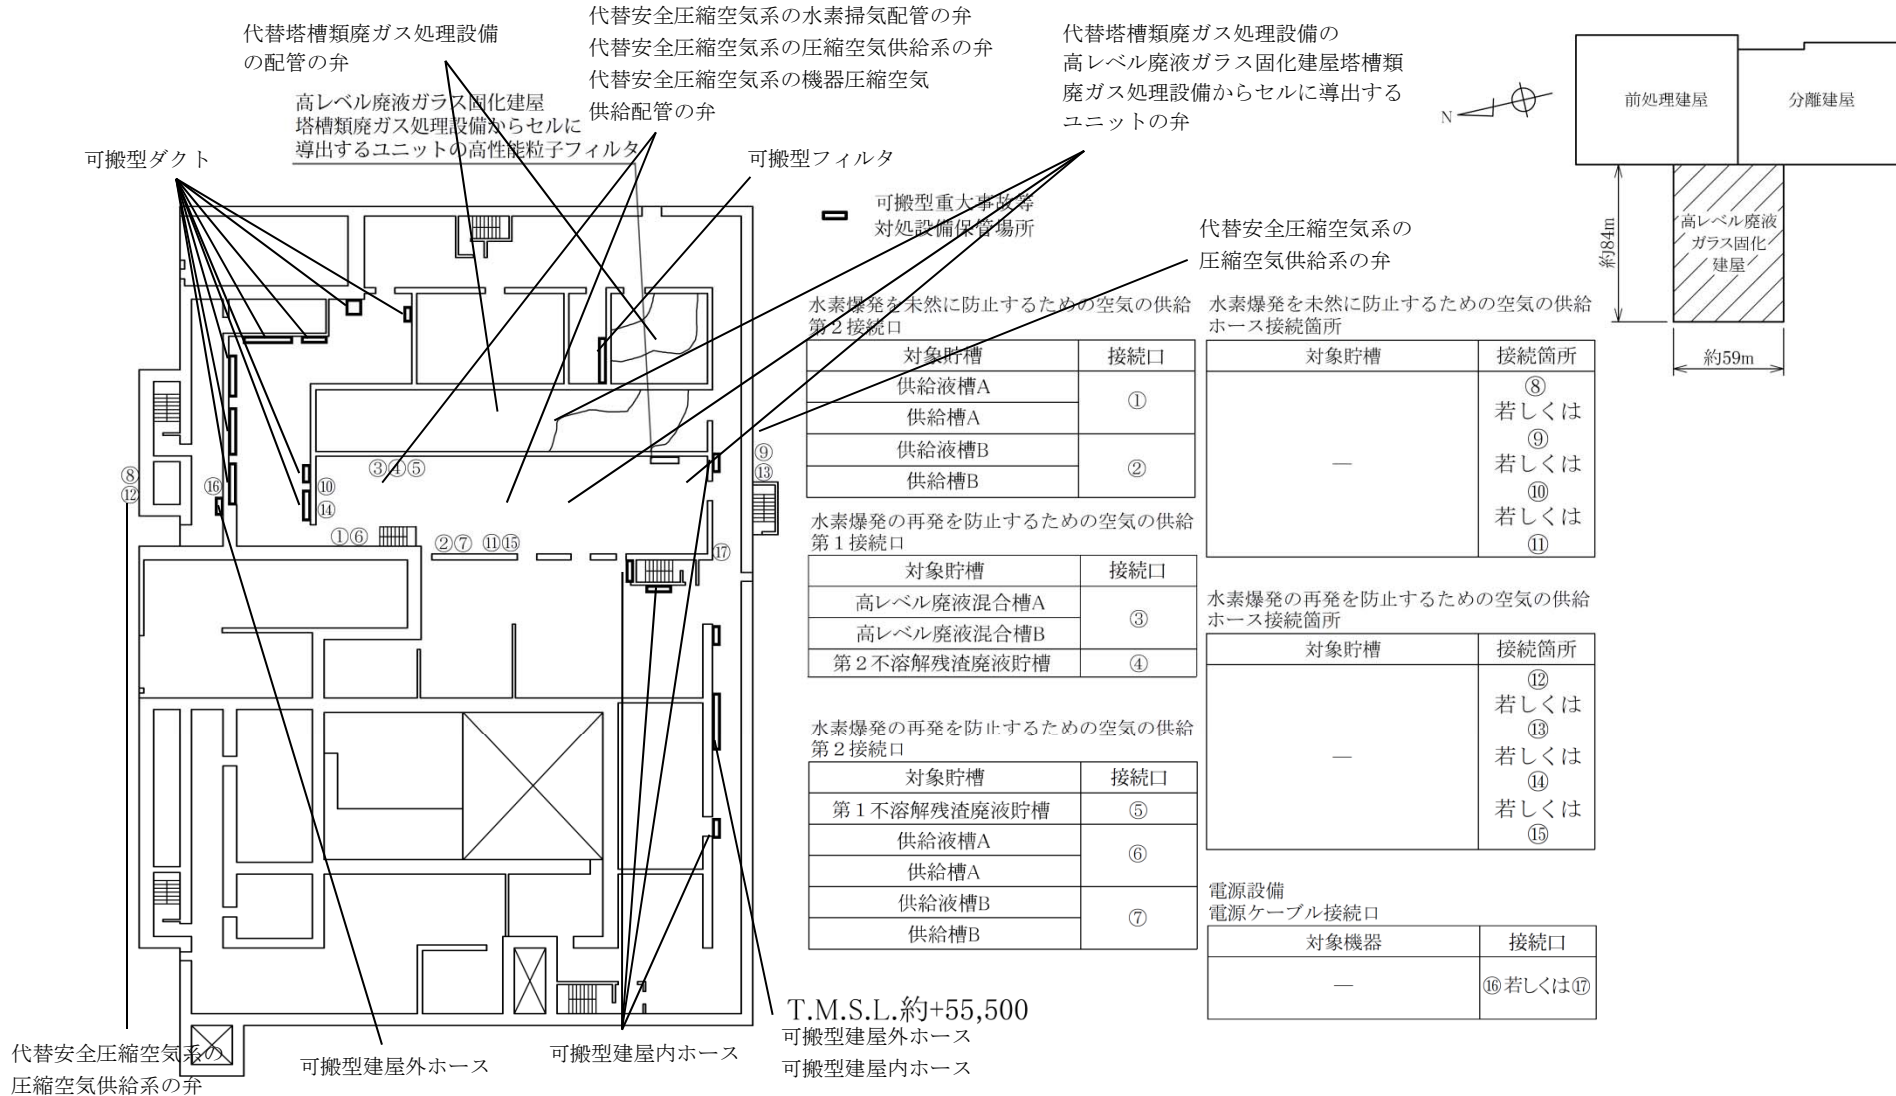 代替塔槽類廃ガス処理設備
の配管の弁
代替安全圧縮空気系の水素掃気配管の弁
代替安全圧縮空気系の圧縮空気供給系の弁
代替安全圧縮空気系の機器圧縮空気
供給配管の弁
代替塔槽類廃ガス処理設備の
高レベル廃液ガラス固化建屋塔槽類
廃ガス処理設備からセルに導出する
ユニットの弁
高レベル廃液ガラス固化建屋
塔槽類廃ガス処理設備からセルに
導出するユニットの高性能粒子フィルタ
可搬型ダクト
可搬型フィルタ
可搬型重大事故等
対処設備保管場所
代替安全圧縮空気系の
圧縮空気供給系の弁
N
前処理建屋
分離建屋
高レベル廃液
ガラス固化
建屋
約84m
約59m
⑧
⑫
⑯
③④⑤
⑩
⑭
①⑥
②⑦
⑪⑮
⑨
⑬
⑰
水素爆発を未然に防止するための空気の供給
第2接続口
対象貯槽 接続口
供給液槽A
①
供給槽A
供給液槽B
②
供給槽B
水素爆発の再発を防止するための空気の供給
第1接続口
対象貯槽 接続口
高レベル廃液混合槽A
③
高レベル廃液混合槽B
第2不溶解残渣廃液貯槽 ④
水素爆発の再発を防止するための空気の供給
第2接続口
対象貯槽 接続口
第1不溶解残渣廃液貯槽 ⑤
供給液槽A
⑥
供給槽A
供給液槽B
⑦
供給槽B
水素爆発を未然に防止するための空気の供給
ホース接続箇所
対象貯槽 接続箇所
⑧
若しくは
⑨
― 若しくは
⑩
若しくは
⑪
水素爆発の再発を防止するための空気の供給
ホース接続箇所
対象貯槽 接続箇所
⑫
若しくは
⑬
― 若しくは
⑭
若しくは
⑮
電源設備
電源ケーブル接続口
対象機器 接続口
― ⑯若しくは⑰
T.M.S.L.約+55,500
可搬型建屋外ホース
可搬型建屋内ホース
可搬型建屋内ホース
可搬型建屋外ホース
代替安全圧縮空気系の
圧縮空気供給系の弁